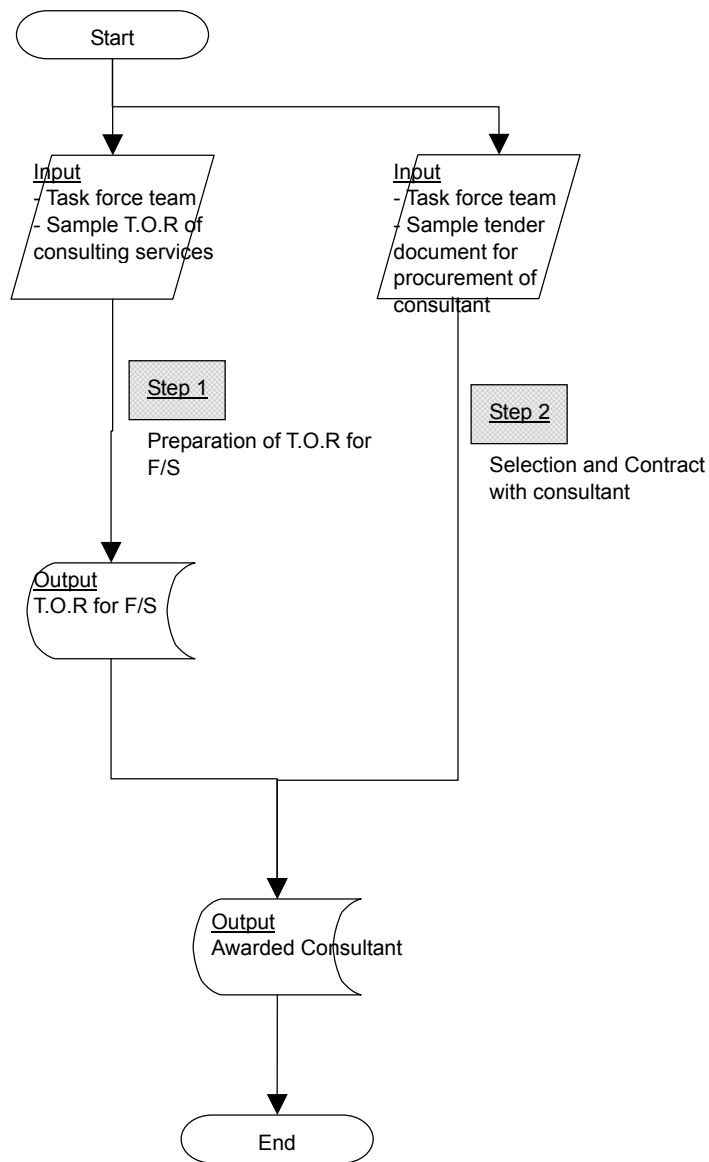 Start
Input
- Task force team
- Sample T.O.R of
consulting services
Input
- Task force team
- Sample tender
document for
procurement of
consultant
Step 1
Preparation of T.O.R for
F/S
Step 2
Selection and Contract
with consultant
Output
T.O.R for F/S
Output
Awarded Consultant
End